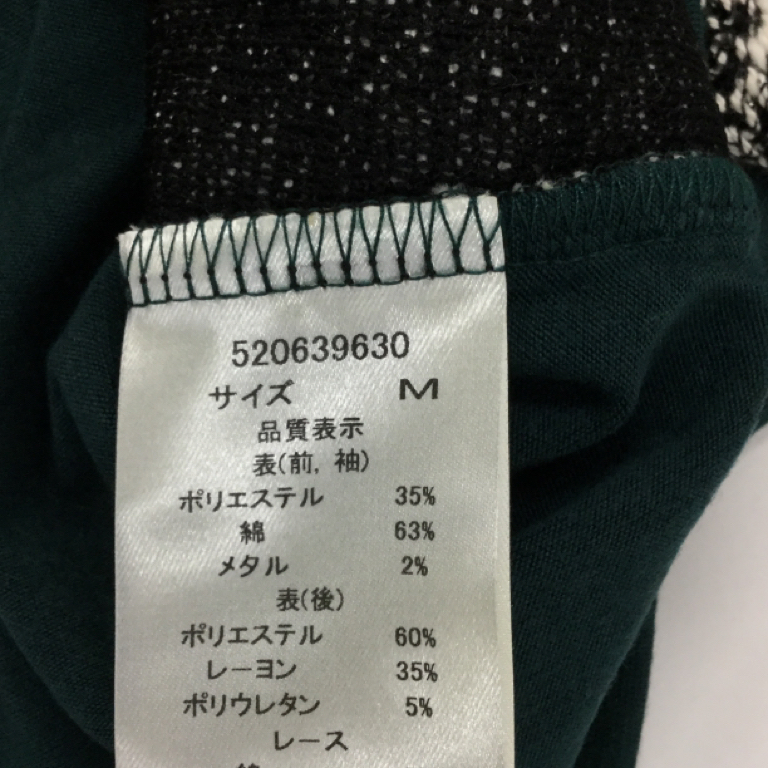 520639630
サイズ M
品質表示
表(前, 袖)
ポリエステル 35%
綿 63%
メタル 2%
表(後)
ポリエステル 60%
レーヨン 35%
ポリウレタン 5%
レース